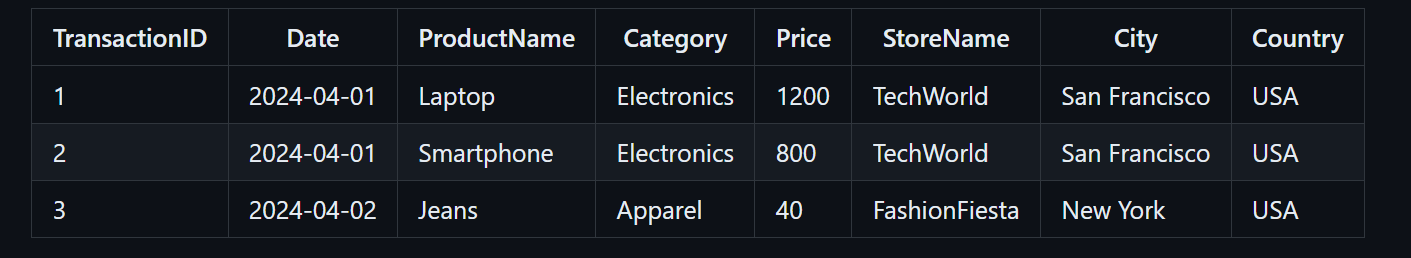 TransactionID Date ProductName Category Price StoreName City Country
1 2024-04-01 Laptop Electronics 1200 TechWorld San Francisco USA
2 2024-04-01 Smartphone Electronics 800 TechWorld San Francisco USA
3 2024-04-02 Jeans Apparel 40 FashionFiesta New York USA